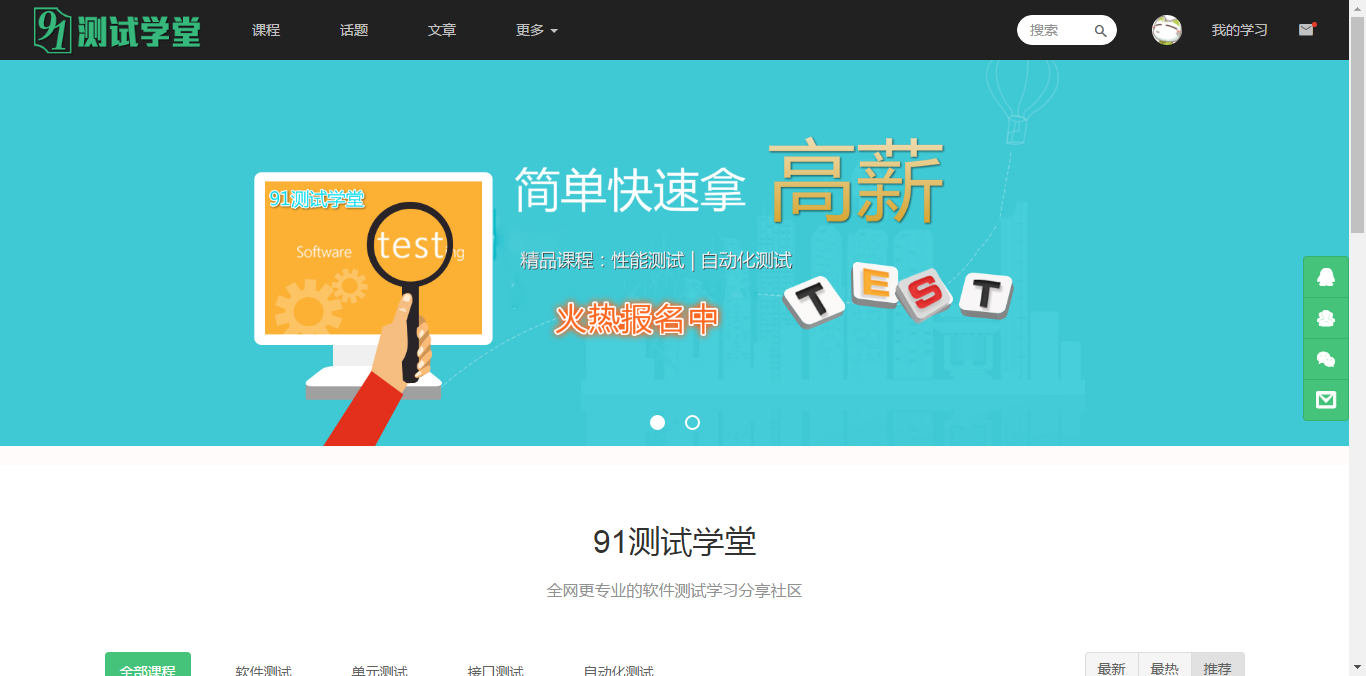 91测试学堂
课程
话题
文章
更多
搜索
我的学习
91测试学堂
Software testing
简单快速拿 高薪
精品课程：性能测试 | 自动化测试
火热报名中
TEST
91测试学堂
全网更专业的软件测试学习分享社区
全部课程
软件测试
单元测试
接口测试
自动化测试
最新
最热
推荐